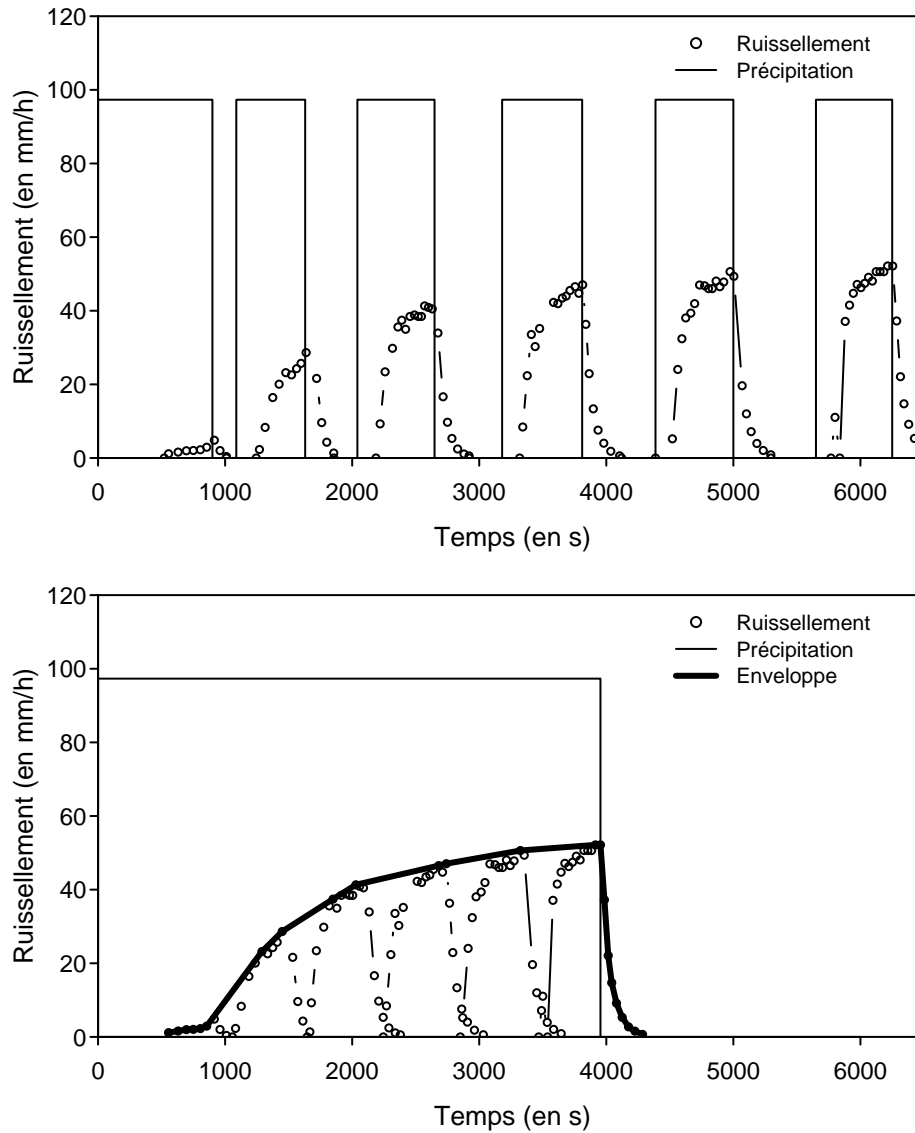 120
100
80
60
40
20
0
Ruissellement (en mm/h)
Ruissellement
Précipitation
0 1000 2000 3000 4000 5000 6000
Temps (en s)
120
100
80
60
40
20
0
Ruissellement (en mm/h)
Ruissellement
Précipitation
Enveloppe
0 1000 2000 3000 4000 5000 6000
Temps (en s)